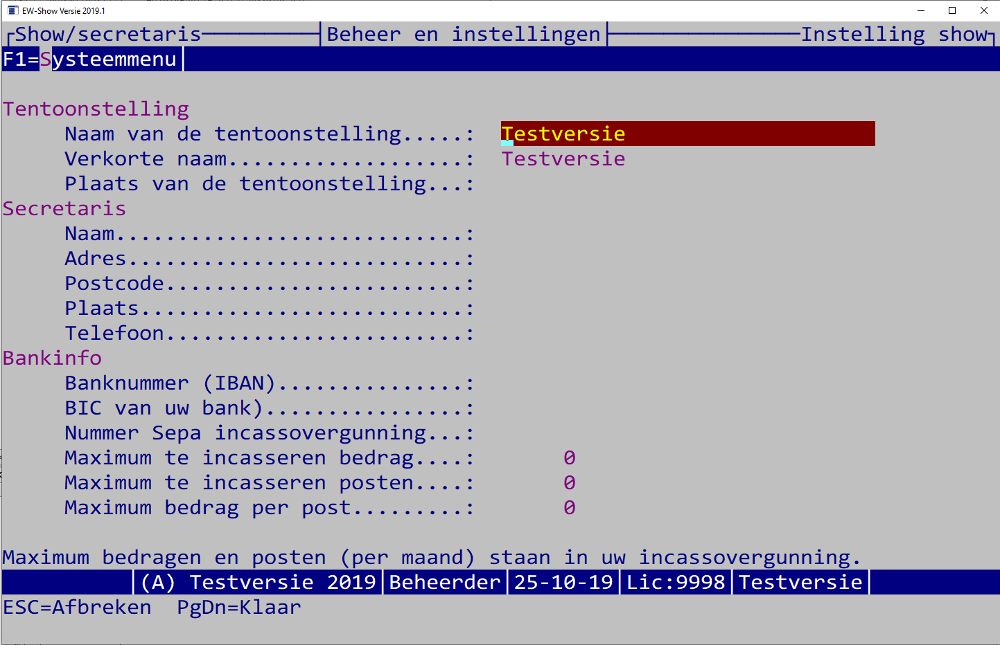 EW-Show Versie 2019.1
Show/secretaris Beheer en instellingen Instelling show
F1=Systeemmenu
Tentoonstelling
Naam van de tentoonstelling.....: Testversie
Verkorte naam...................: Testversie
Plaats van de tentoonstelling...:
Secretaris
Naam............................:
Adres...........................:
Postcode........................:
Plaats..........................:
Telefoon........................:
Bankinfo
Banknummer (IBAN)...............:
BIC van uw bank)................:
Nummer Sepa incassovergunning...:
Maximum te incasseren bedrag....: 0
Maximum te incasseren posten....: 0
Maximum bedrag per post.........: 0
Maximum bedragen en posten (per maand) staan in uw incassovergunning.
(A) Testversie 2019|Beheerder|25-10-19|Lic:9998|Testversie|
ESC=Afbreken PgDn=Klaar